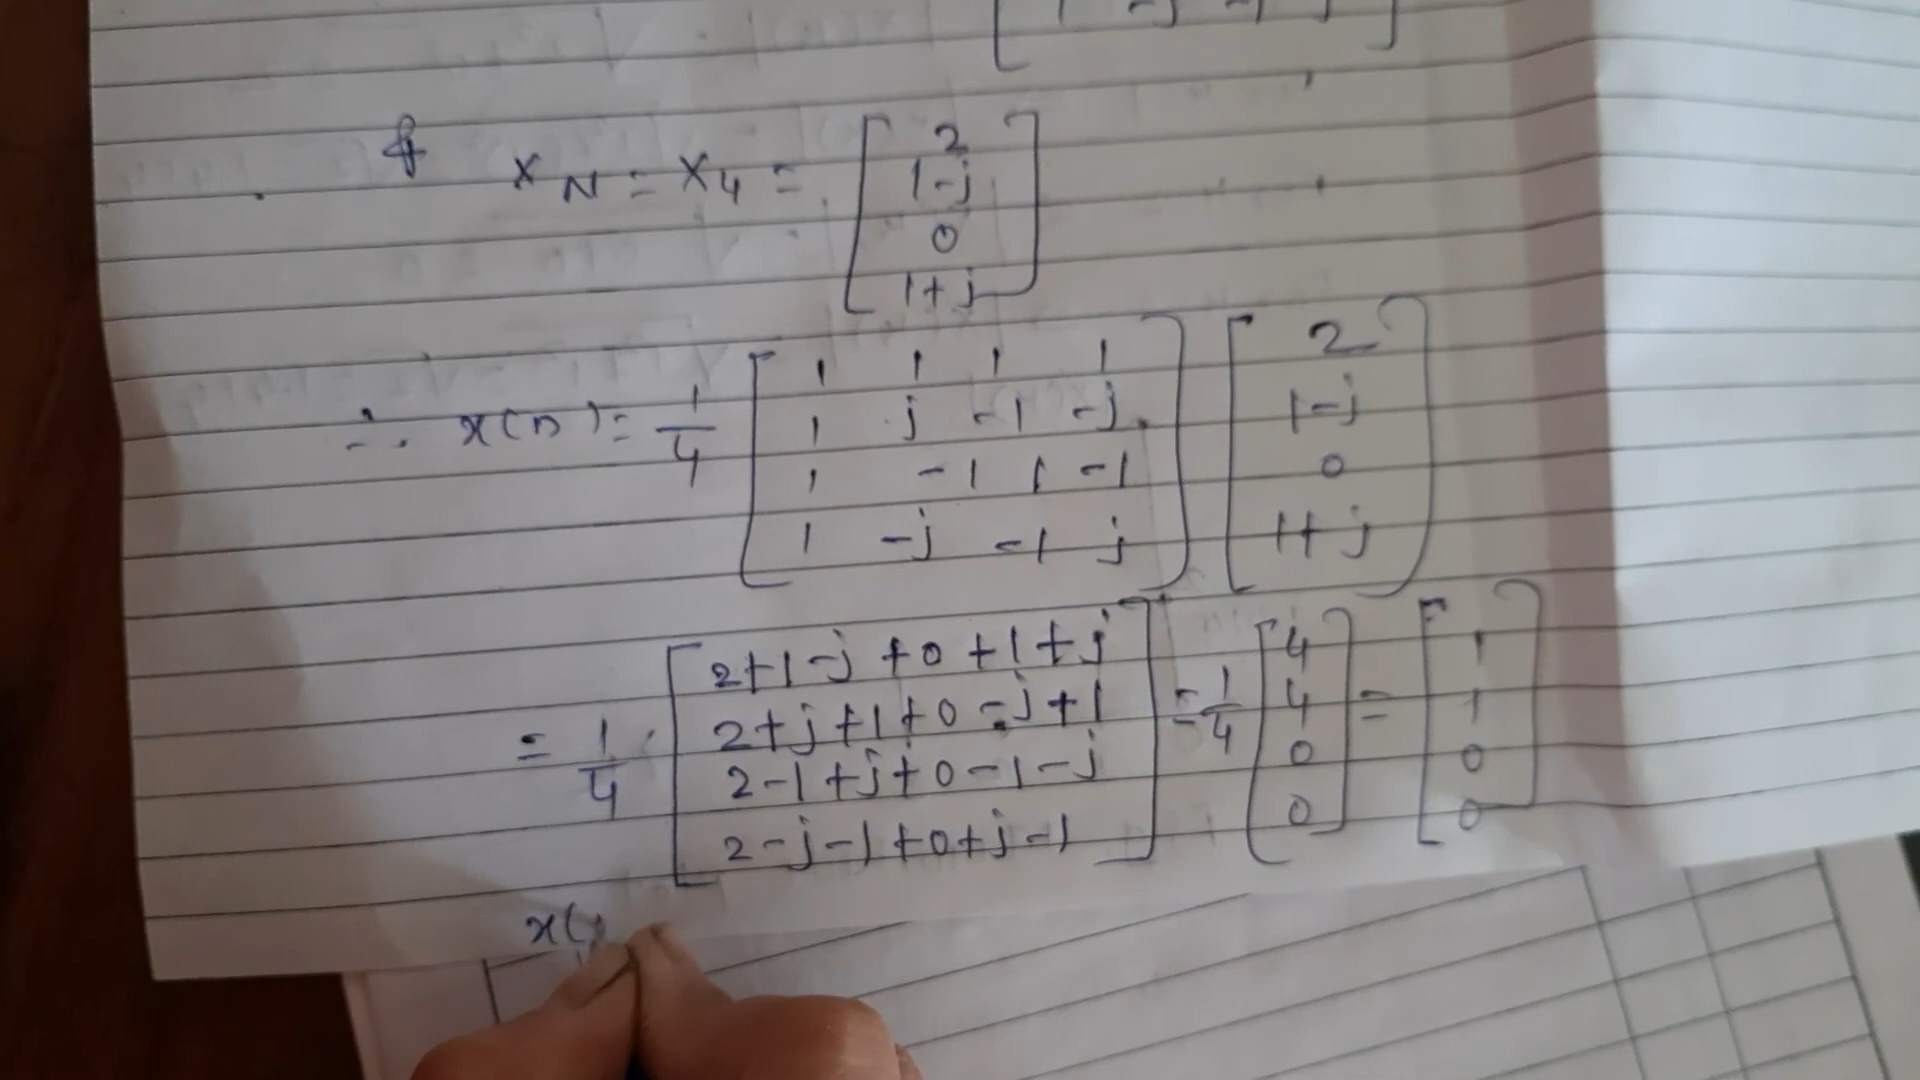 1 -j -1 j
& X_N = X_4 = [2
1-j
0
1+j]
∴ x(n) = 1/4 [1 1 1 1
1 j -1 -j
1 -1 1 -1
1 -j -1 j] [2
1-j
0
1+j]
= 1/4 [2+1-j+0+1+j
2+j+1+0-j+1
2-1+j+0-1-j
2-j-1+0+j-1] = 1/4 [4
4
0
0] = [1
1
0
0]
x(